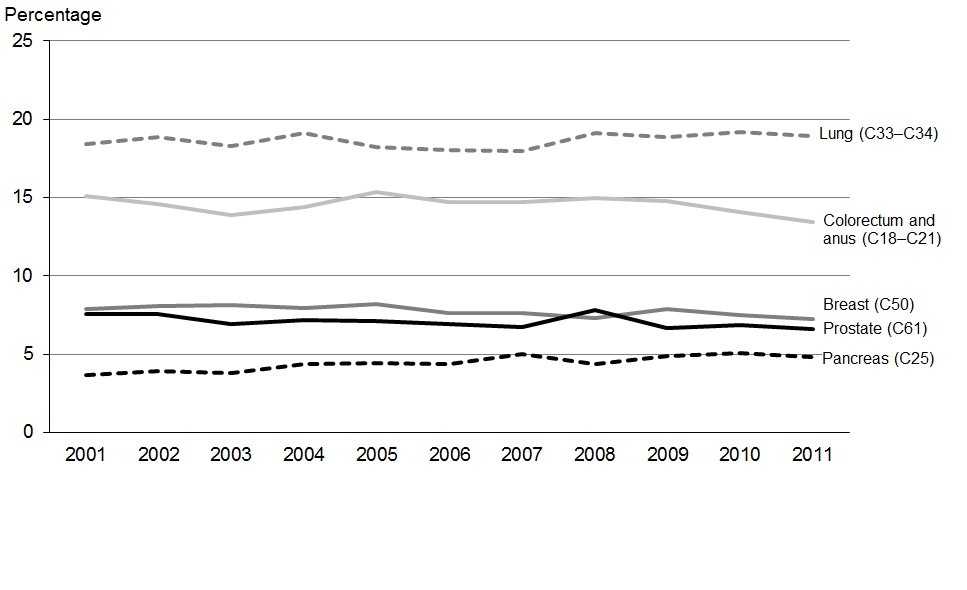 Percentage
25
20
15
10
5
0
Lung (C33–C34)
Colorectum and
anus (C18–C21)
Breast (C50)
Prostate (C61)
Pancreas (C25)
2001 2002 2003 2004 2005 2006 2007 2008 2009 2010 2011